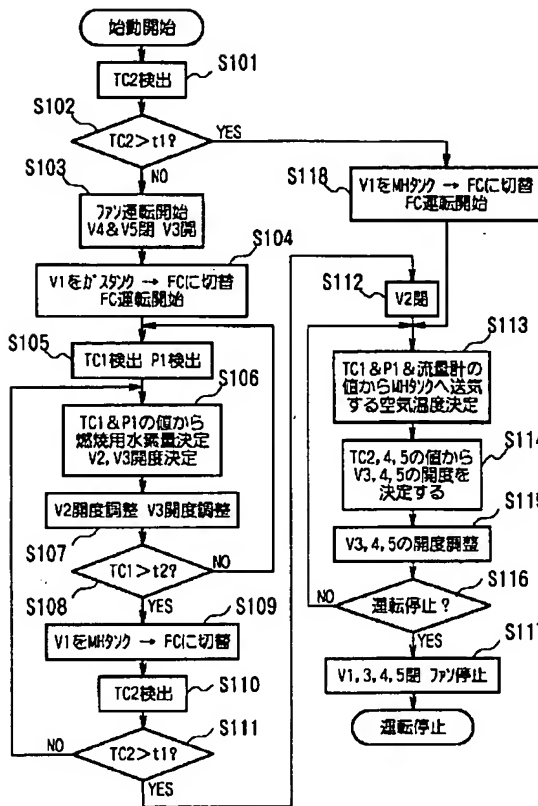 始動開始
S101
TC2検出
S102
TC2>t1?
YES
NO
S103
ファン運転開始
V4&V5閉 V3開
S104
V1をガスタンク → FCに切替
FC運転開始
S105
TC1検出 P1検出
S106
TC1&P1の値から
燃焼用水素量決定
V2,V3開度決定
V2開度調整 V3開度調整
S107
TC1>t2?
NO
S108
YES
S109
V1をMHタンク → FCに切替
S110
TC2検出
S111
NO
TC2>t1?
YES
S118
V1をMHタンク → FCに切替
FC運転開始
S112
V2閉
S113
TC1&P1&流量計の
値からMHタンクへ送気
する空気温度決定
S114
TC2,4,5の値から
V3,4,5の開度を
決定する
S115
V3,4,5の開度調整
S116
NO
運転停止?
YES
S117
V1,3,4,5閉 ファン停止
運転停止